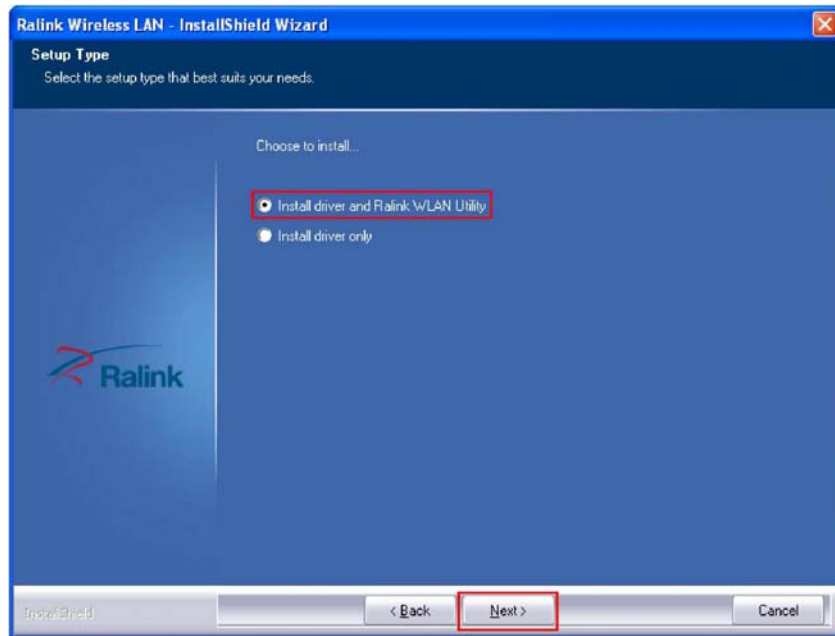 Ralink Wireless LAN - InstallShield Wizard
Setup Type
Select the setup type that best suits your needs.
Choose to install...
Install driver and Ralink WLAN Utility
Install driver only
Ralink
InstallShield
< Back
Next >
Cancel